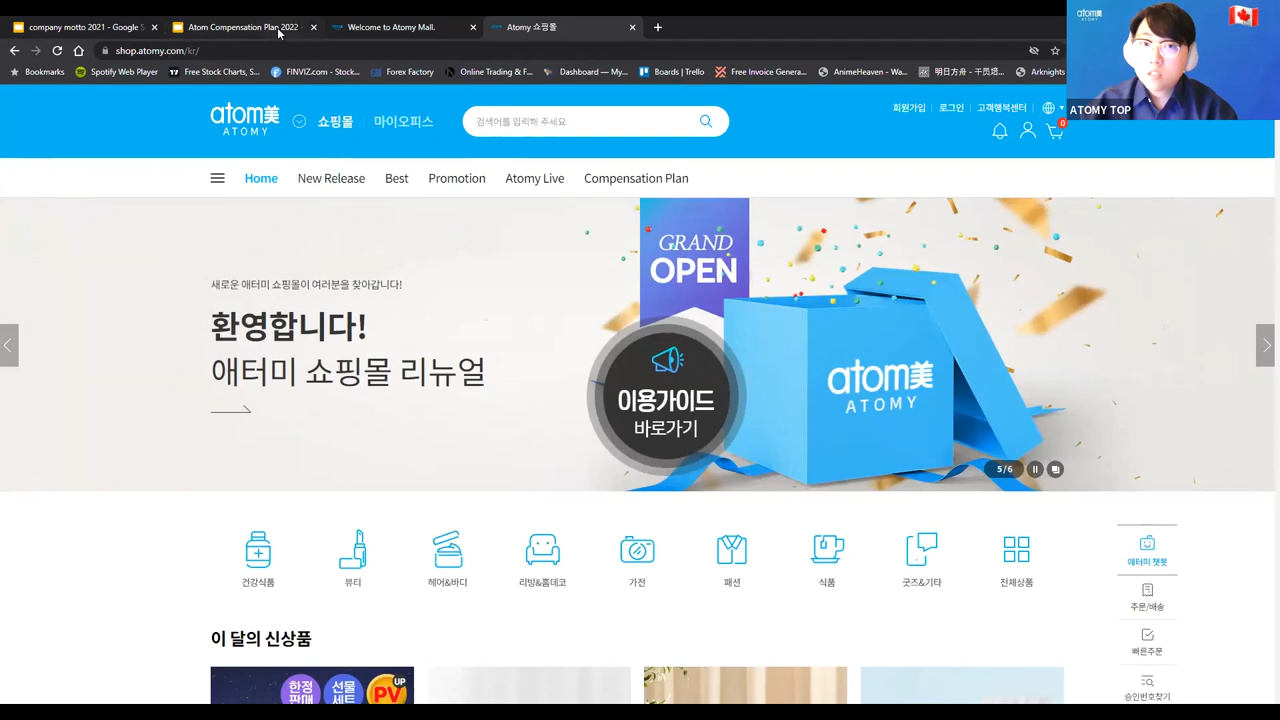 company motto 2021 - Google S
Atom Compensation Plan 2022 -
Welcome to Atomy Mall.
Atomy 쇼핑몰
shop.atomy.com/kr/
Bookmarks
Spotify Web Player
Free Stock Charts, S...
FINVIZ.com - Stock...
Forex Factory
Online Trading & F...
Dashboard — My...
Boards | Trello
Free Invoice Genera...
AnimeHeaven - Wa...
Arknights
atom美
ATOMY
ATOMY TOP
atom美
ATOMY
쇼핑몰
마이오피스
검색어를 입력해 주세요
회원가입
로그인
고객행복센터
0
Home
New Release
Best
Promotion
Atomy Live
Compensation Plan
새로운 애터미 쇼핑몰이 여러분을 찾아갑니다!
환영합니다!
애터미 쇼핑몰 리뉴얼
GRAND
OPEN
이용가이드
바로가기
atom美
ATOMY
5/6
건강식품
뷰티
헤어&바디
리빙&홈데코
가전
패션
식품
굿즈&기타
전체상품
애터미 챗봇
주문/배송
빠른주문
승인번호찾기
이 달의 신상품
한정
판매
선물
세트
UP
PV